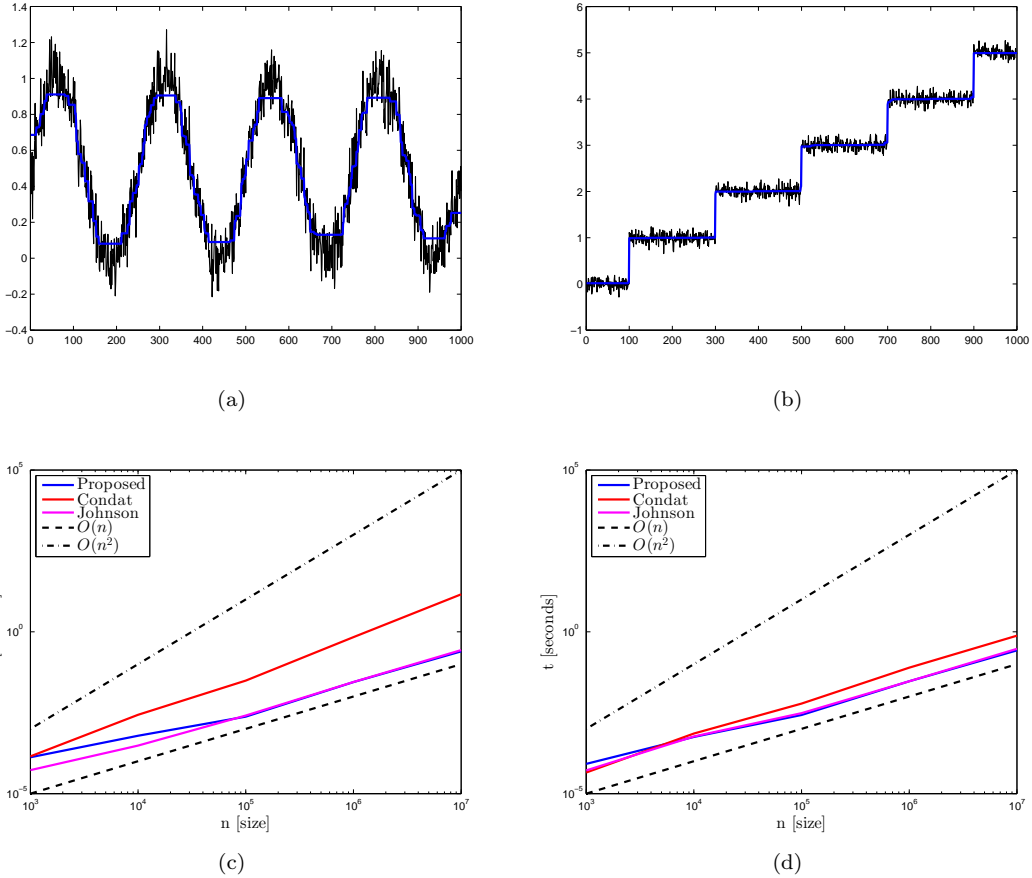 1.4
1.2
1
0.8
0.6
0.4
0.2
0
−0.2
−0.4
0 100 200 300 400 500 600 700 800 900 1000
(a)
6
5
4
3
2
1
0
−1
0 100 200 300 400 500 600 700 800 900 1000
(b)
10^5
10^0
10^−5
Proposed
Condat
Johnson
O(n)
O(n^2)
10^3 10^4 10^5 10^6 10^7
n [size]
(c)
10^5
10^0
10^−5
t [seconds]
Proposed
Condat
Johnson
O(n)
O(n^2)
10^3 10^4 10^5 10^6 10^7
n [size]
(d)